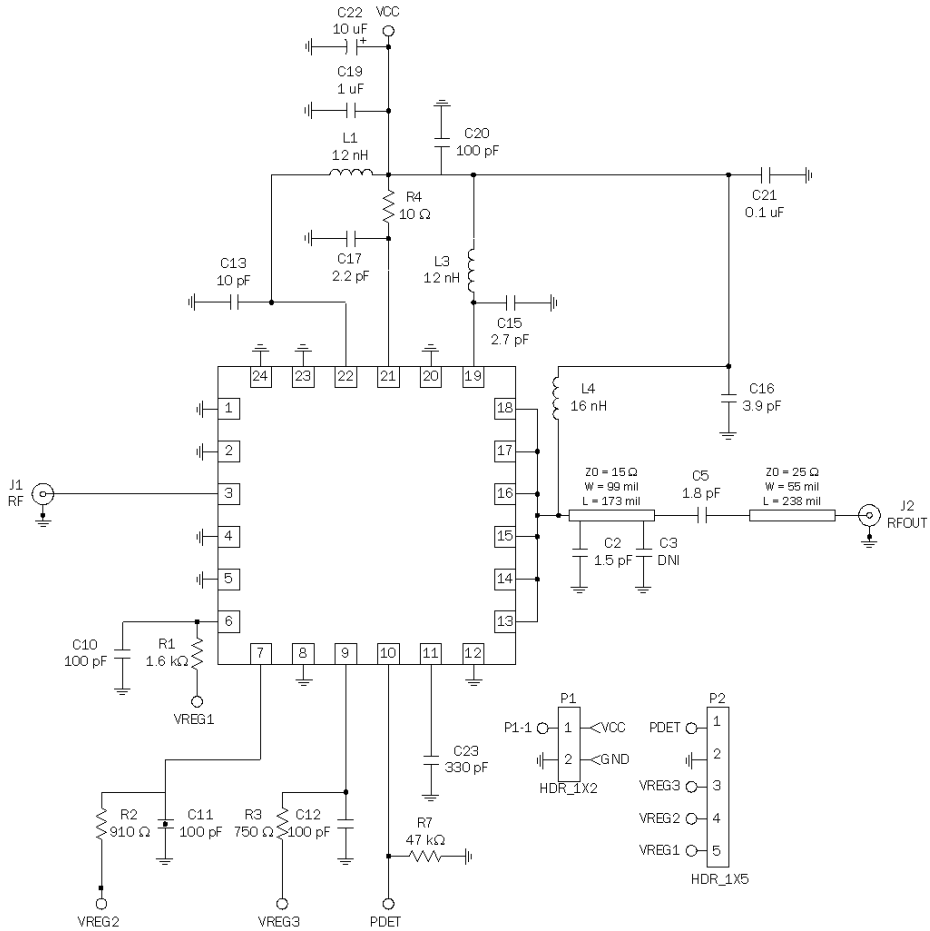 C22
10 uF
VCC
C19
1 uF
L1
12 nH
C20
100 pF
R4
10 Ω
C21
0.1 uF
C17
2.2 pF
L3
12 nH
C13
10 pF
C15
2.7 pF
24
23
22
21
20
19
L4
16 nH
C16
3.9 pF
1
2
3
4
5
6
18
17
16
15
14
13
J1
RF
Z0 = 15 Ω
W = 99 mil
L = 173 mil
C5
1.8 pF
Z0 = 25 Ω
W = 55 mil
L = 238 mil
J2
RFOUT
C2
1.5 pF
C3
DNI
C10
100 pF
R1
1.6 kΩ
VREG1
7
8
9
10
11
12
C23
330 pF
P1
P1-1
1
VCC
2
GND
HDR_1X2
P2
PDET
1
2
VREG3
3
VREG2
4
VREG1
5
HDR_1X5
R2
910 Ω
C11
100 pF
R3
750 Ω
C12
100 pF
R7
47 kΩ
VREG2
VREG3
PDET